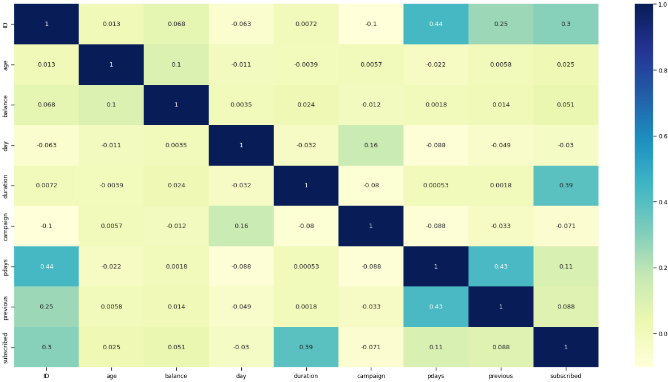 ID 1 0.013 0.068 -0.063 0.0072 -0.1 0.44 0.25 0.3
age 0.013 1 0.1 -0.011 -0.0039 0.0057 -0.022 0.0058 0.025
balance 0.068 0.1 1 0.0035 0.024 -0.012 0.0018 0.014 0.051
day -0.063 -0.011 0.0035 1 -0.032 0.16 -0.088 -0.049 -0.03
duration 0.0072 -0.0039 0.024 -0.032 1 -0.08 0.00053 0.0018 0.39
campaign -0.1 0.0057 -0.012 0.16 -0.08 1 -0.088 -0.033 -0.071
pdays 0.44 -0.022 0.0018 -0.088 0.00053 -0.088 1 0.43 0.11
previous 0.25 0.0058 0.014 -0.049 0.0018 -0.033 0.43 1 0.088
subscribed 0.3 0.025 0.051 -0.03 0.39 -0.071 0.11 0.088 1
ID age balance day duration campaign pdays previous subscribed
1.0
0.8
0.6
0.4
0.2
0.0